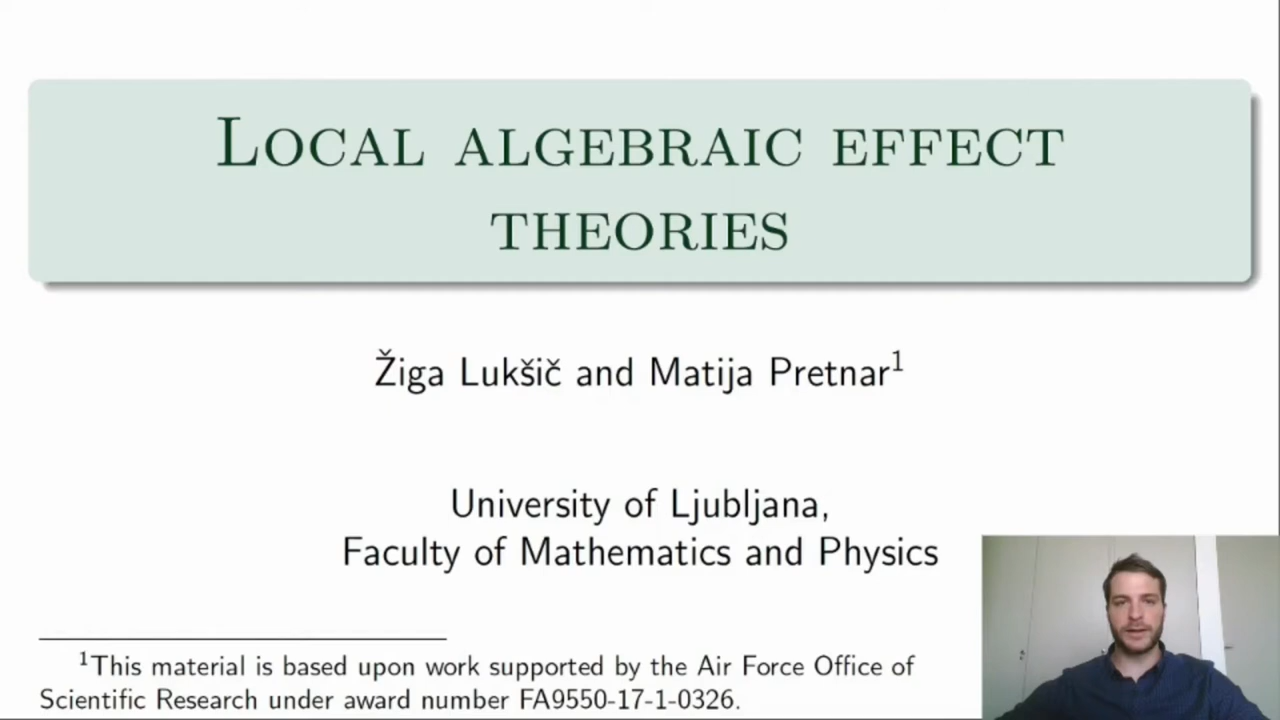 LOCAL ALGEBRAIC EFFECT
THEORIES
Žiga Lukšič and Matija Pretnar¹
University of Ljubljana,
Faculty of Mathematics and Physics
¹This material is based upon work supported by the Air Force Office of
Scientific Research under award number FA9550-17-1-0326.